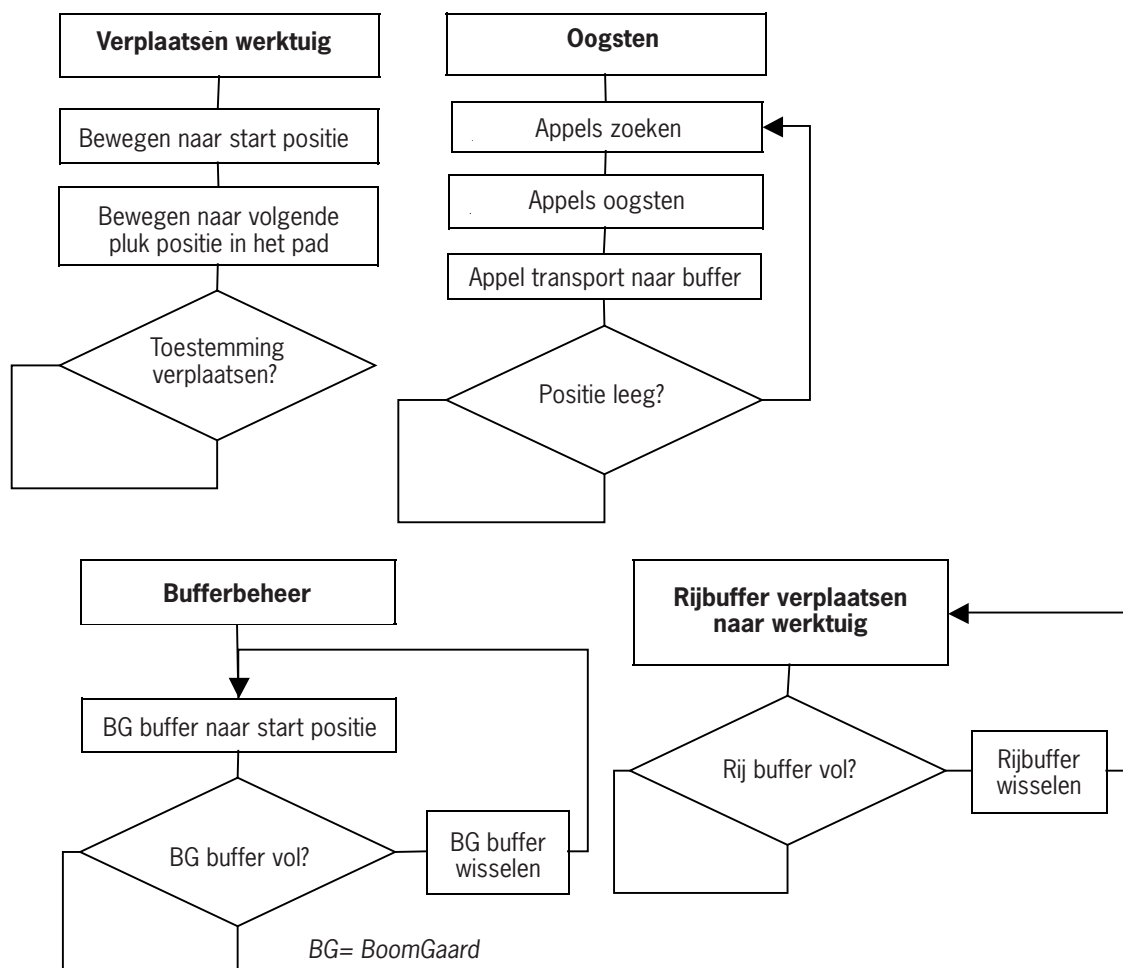 Verplaatsen werktuig
Bewegen naar start positie
Bewegen naar volgende
pluk positie in het pad
Toestemming
verplaatsen?
Oogsten
Appels zoeken
Appels oogsten
Appel transport naar buffer
Positie leeg?
Bufferbeheer
BG buffer naar start positie
BG buffer vol?
BG buffer
wisselen
BG= BoomGaard
Rijbuffer verplaatsen
naar werktuig
Rij buffer vol?
Rijbuffer
wisselen